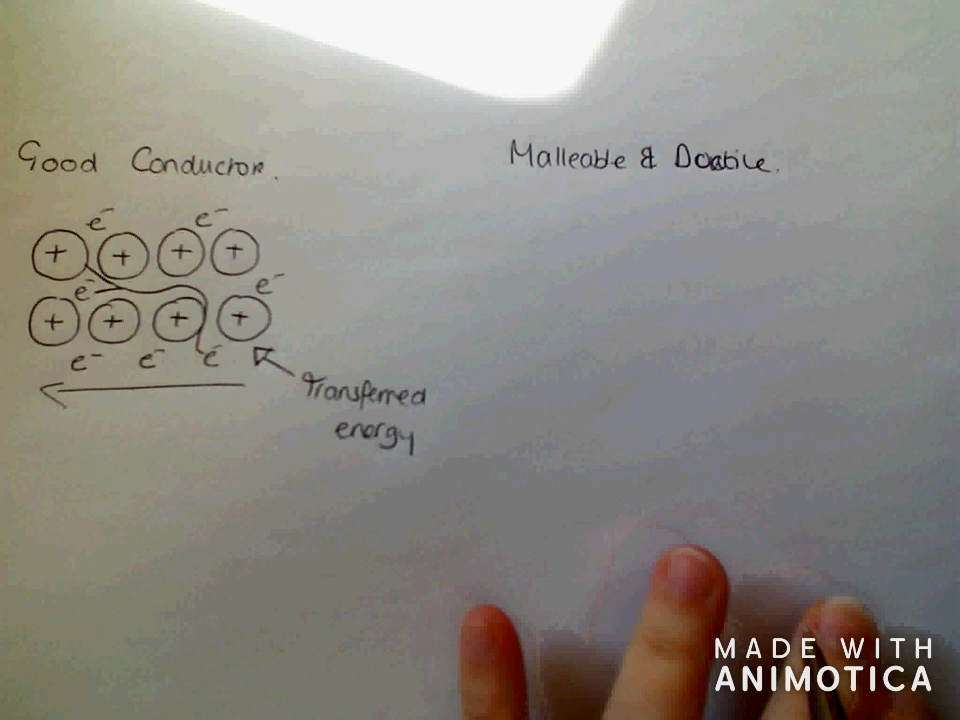 Good Conductor.
Malleable & Ductile.
e⁻ e⁻
+ + + +
e⁻ e⁻
+ + + +
e⁻ e⁻ e⁻
Transferred
energy
MADE WITH
ANIMOTICA